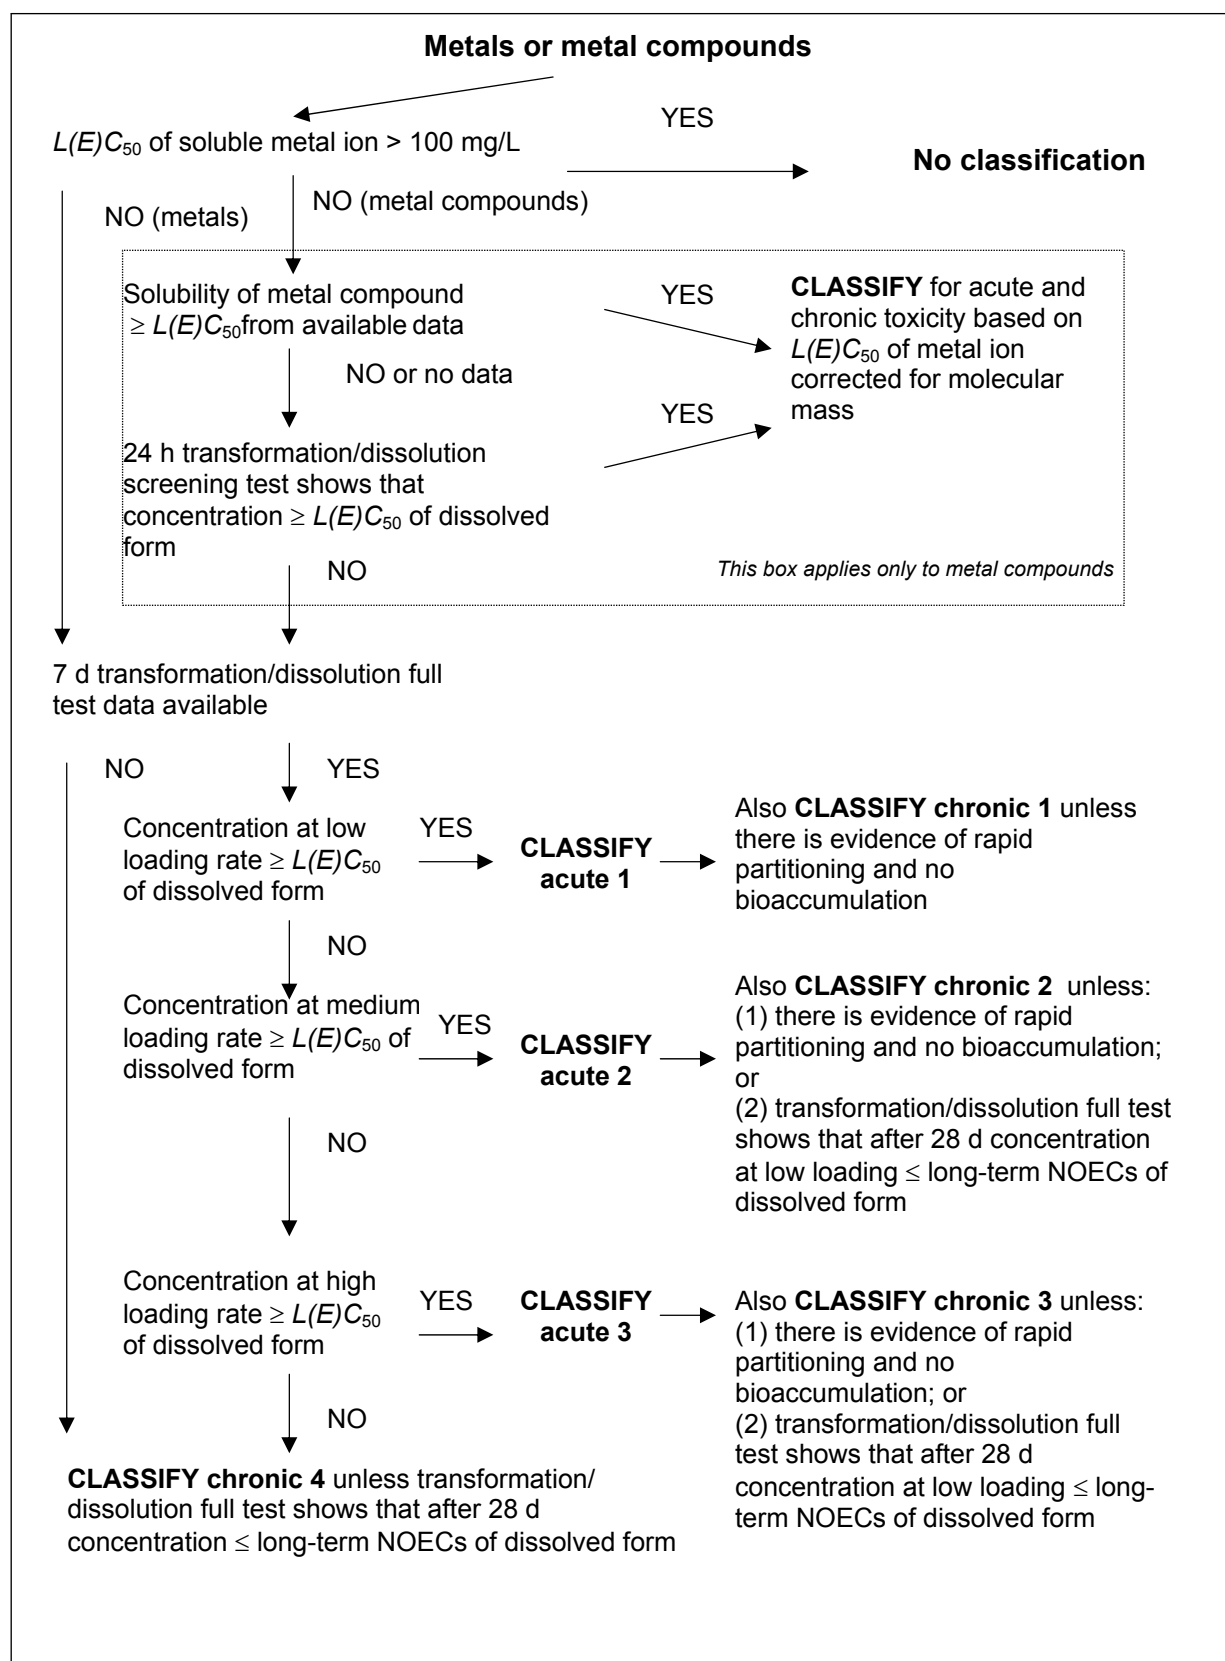 Metals or metal compounds
YES
L(E)C50 of soluble metal ion > 100 mg/L
No classification
NO (metals)
NO (metal compounds)
Solubility of metal compound
≥ L(E)C50from available data
YES
CLASSIFY for acute and
chronic toxicity based on
L(E)C50 of metal ion
corrected for molecular
mass
NO or no data
YES
24 h transformation/dissolution
screening test shows that
concentration ≥ L(E)C50 of dissolved
form
NO
This box applies only to metal compounds
7 d transformation/dissolution full
test data available
NO
YES
Concentration at low
loading rate ≥ L(E)C50
of dissolved form
YES
CLASSIFY
acute 1
Also CLASSIFY chronic 1 unless
there is evidence of rapid
partitioning and no
bioaccumulation
NO
Concentration at medium
loading rate ≥ L(E)C50 of
dissolved form
YES
CLASSIFY
acute 2
Also CLASSIFY chronic 2 unless:
(1) there is evidence of rapid
partitioning and no bioaccumulation;
or
(2) transformation/dissolution full test
shows that after 28 d concentration
at low loading ≤ long-term NOECs of
dissolved form
NO
Concentration at high
loading rate ≥ L(E)C50
of dissolved form
YES
CLASSIFY
acute 3
Also CLASSIFY chronic 3 unless:
(1) there is evidence of rapid
partitioning and no
bioaccumulation; or
(2) transformation/dissolution full
test shows that after 28 d
concentration at low loading ≤ long-
term NOECs of dissolved form
NO
CLASSIFY chronic 4 unless transformation/
dissolution full test shows that after 28 d
concentration ≤ long-term NOECs of dissolved form